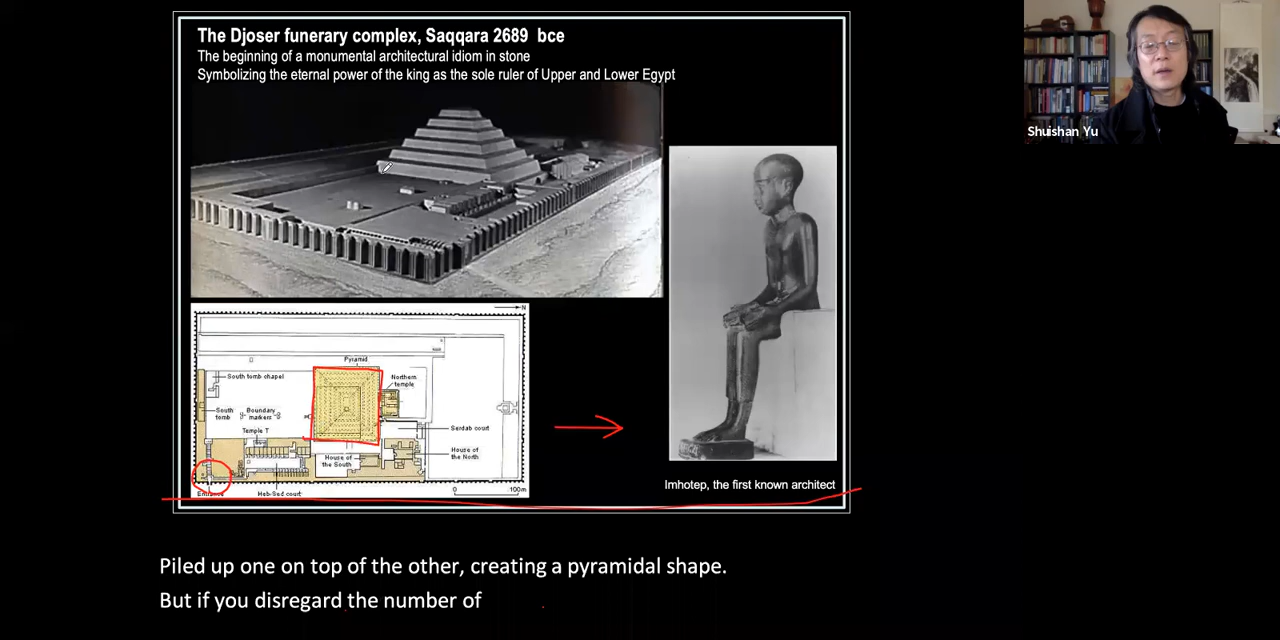 The Djoser funerary complex, Saqqara 2689 bce
The beginning of a monumental architectural idiom in stone
Symbolizing the eternal power of the king as the sole ruler of Upper and Lower Egypt
Shuishan Yu
N
Pyramid
South tomb chapel
Northern
temple
South
tomb
Boundary
markers
Temple T
Serdab court
House of
the South
House of
the North
Entrance
Heb-Sed court
0 100m
Imhotep, the first known architect
Piled up one on top of the other, creating a pyramidal shape.
But if you disregard the number of